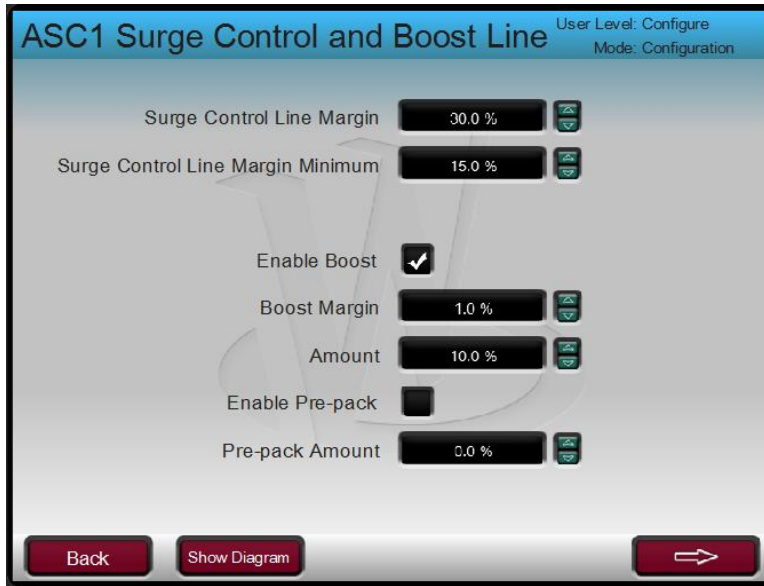 ASC1 Surge Control and Boost Line
User Level: Configure
Mode: Configuration
Surge Control Line Margin 30.0 %
Surge Control Line Margin Minimum 15.0 %
Enable Boost
Boost Margin 1.0 %
Amount 10.0 %
Enable Pre-pack
Pre-pack Amount 0.0 %
Back Show Diagram